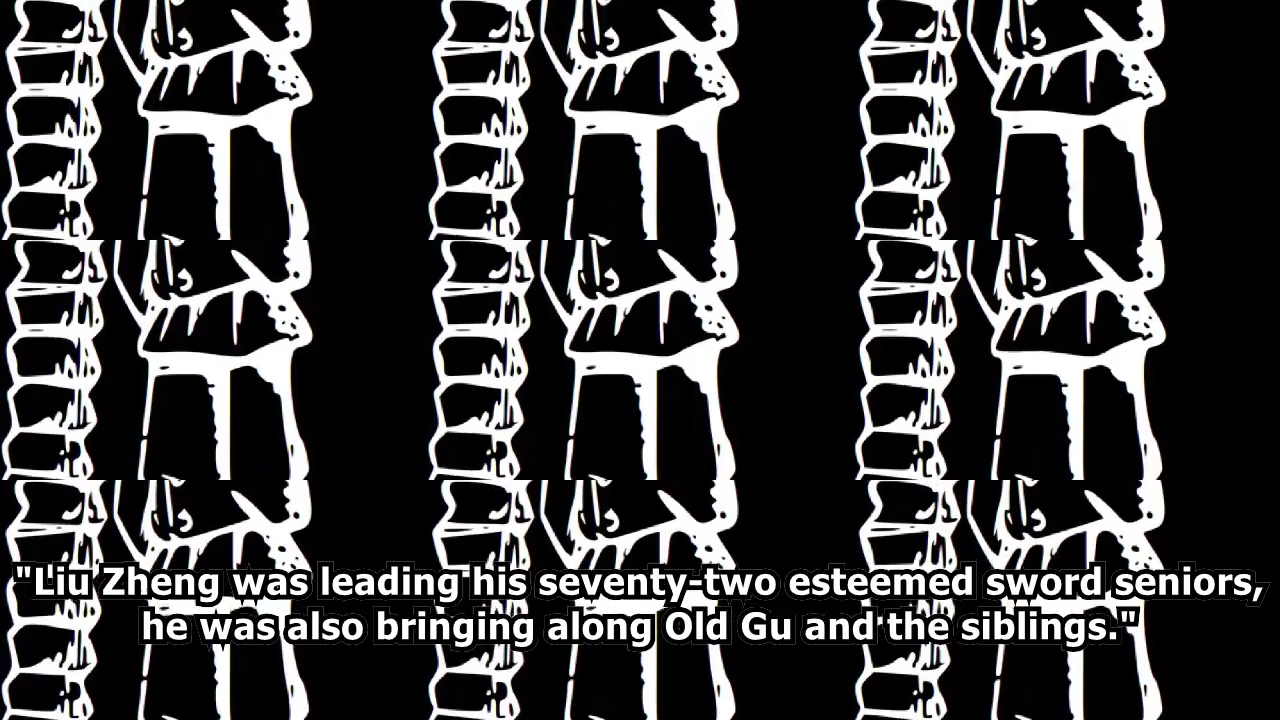 "Liu Zheng was leading his seventy-two esteemed sword seniors,
he was also bringing along Old Gu and the siblings."